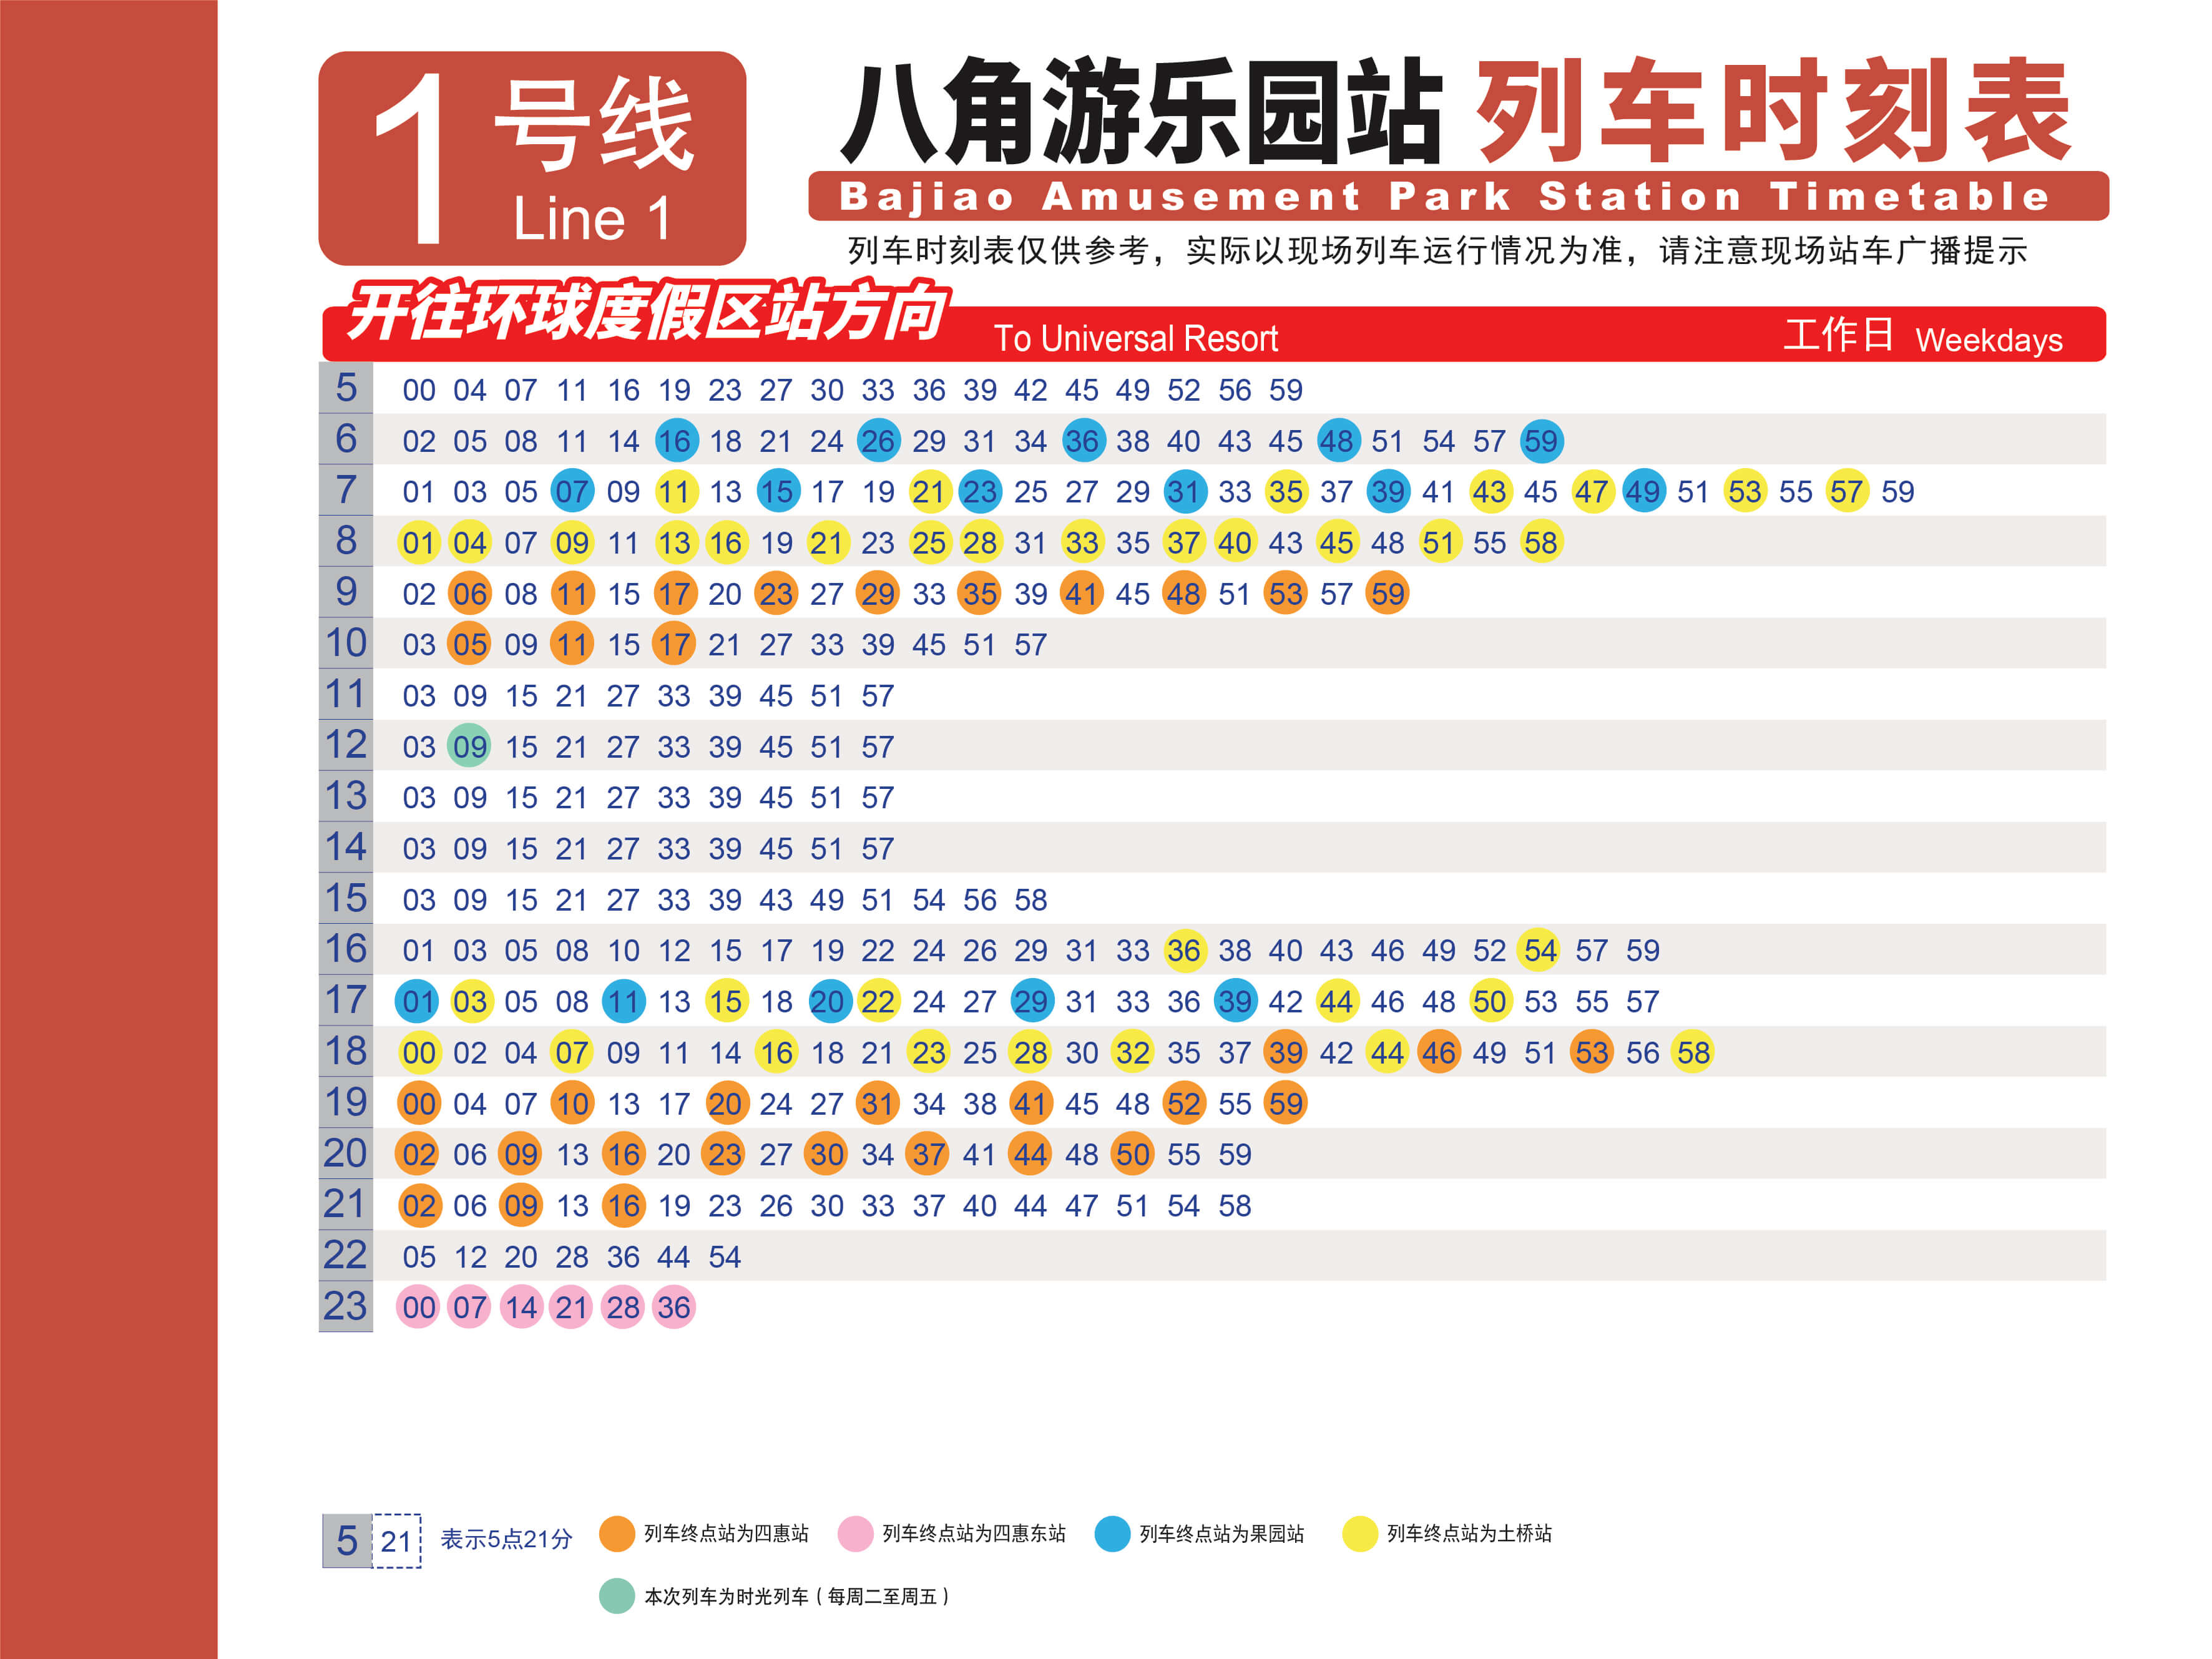 1号线
Line 1
八角游乐园站 列车时刻表
Bajiao Amusement Park Station Timetable
列车时刻表仅供参考，实际以现场列车运行情况为准，请注意现场站车广播提示
开往环球度假区站方向 To Universal Resort 工作日 Weekdays
5 00 04 07 11 16 19 23 27 30 33 36 39 42 45 49 52 56 59
6 02 05 08 11 14 16 18 21 24 26 29 31 34 36 38 40 43 45 48 51 54 57 59
7 01 03 05 07 09 11 13 15 17 19 21 23 25 27 29 31 33 35 37 39 41 43 45 47 49 51 53 55 57 59
8 01 04 07 09 11 13 16 19 21 23 25 28 31 33 35 37 40 43 45 48 51 55 58
9 02 06 08 11 15 17 20 23 27 29 33 35 39 41 45 48 51 53 57 59
10 03 05 09 11 15 17 21 27 33 39 45 51 57
11 03 09 15 21 27 33 39 45 51 57
12 03 09 15 21 27 33 39 45 51 57
13 03 09 15 21 27 33 39 45 51 57
14 03 09 15 21 27 33 39 45 51 57
15 03 09 15 21 27 33 39 43 49 51 54 56 58
16 01 03 05 08 10 12 15 17 19 22 24 26 29 31 33 36 38 40 43 46 49 52 54 57 59
17 01 03 05 08 11 13 15 18 20 22 24 27 29 31 33 36 39 42 44 46 48 50 53 55 57
18 00 02 04 07 09 11 14 16 18 21 23 25 28 30 32 35 37 39 42 44 46 49 51 53 56 58
19 00 04 07 10 13 17 20 24 27 31 34 38 41 45 48 52 55 59
20 02 06 09 13 16 20 23 27 30 34 37 41 44 48 50 55 59
21 02 06 09 13 16 19 23 26 30 33 37 40 44 47 51 54 58
22 05 12 20 28 36 44 54
23 00 07 14 21 28 36
5 21 表示5点21分 列车终点站为四惠站 列车终点站为四惠东站 列车终点站为果园站 列车终点站为土桥站
本次列车为时光列车（每周二至周五）